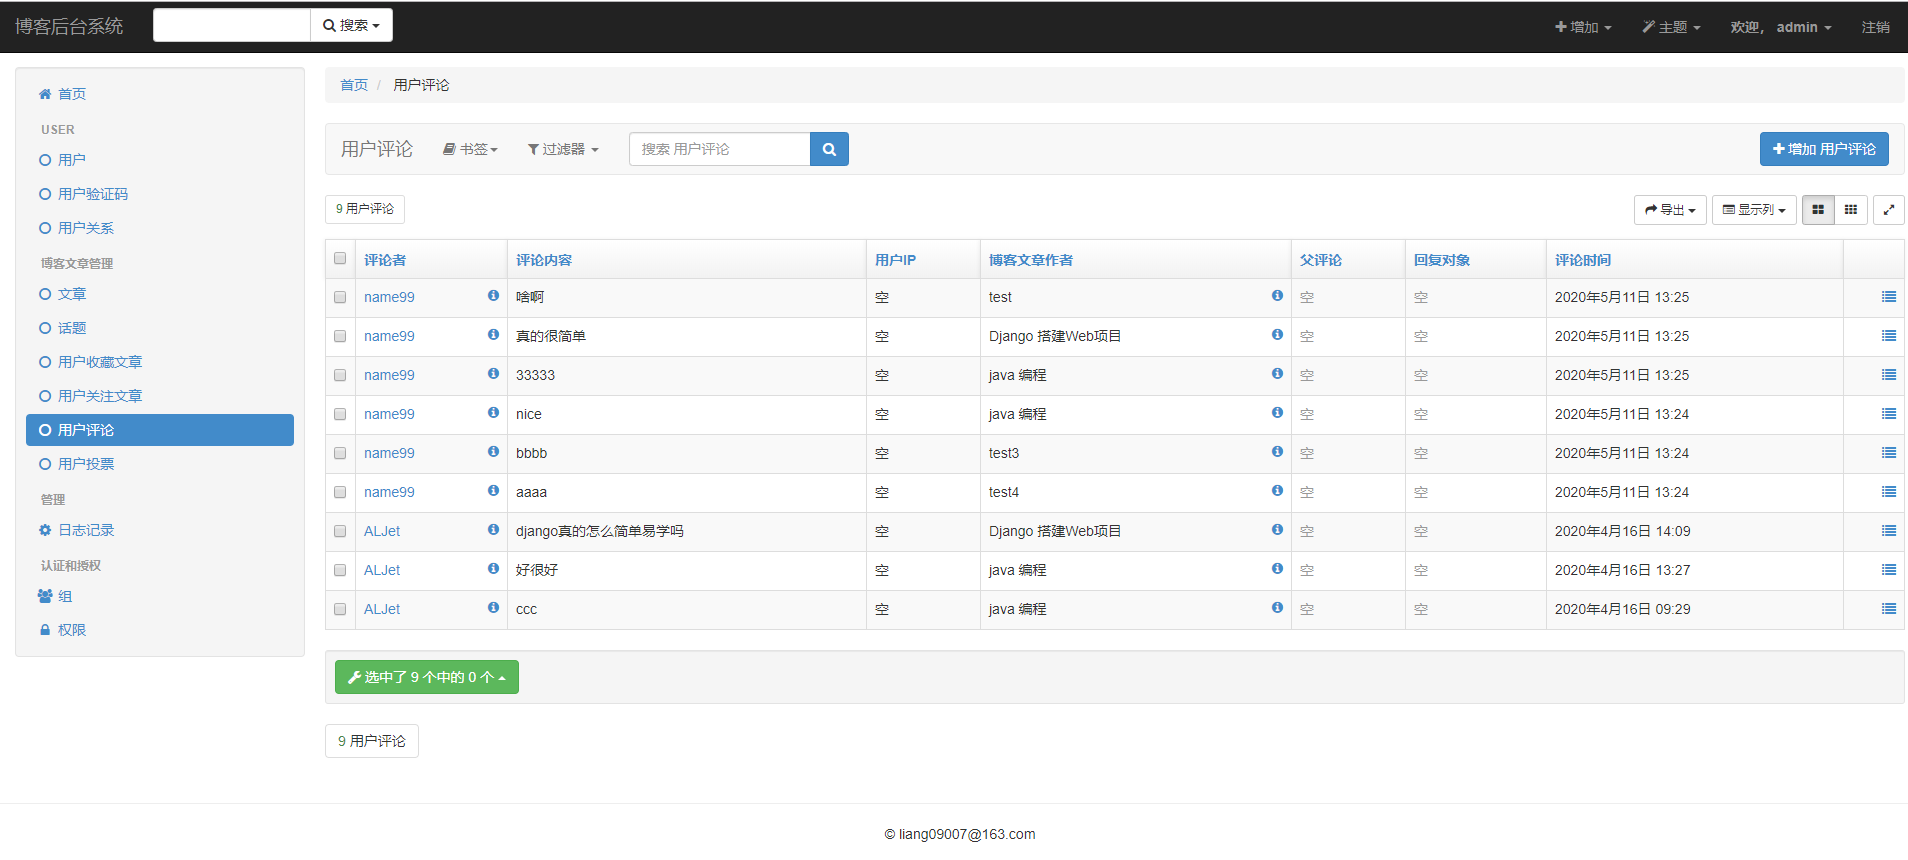 博客后台系统 搜索 增加 主题 欢迎， admin 注销
首页
USER
用户
用户验证码
用户关系
博客文章管理
文章
话题
用户收藏文章
用户关注文章
用户评论
用户投票
管理
日志记录
认证和授权
组
权限
首页 / 用户评论
用户评论 书签 过滤器 搜索 用户评论 增加 用户评论
9 用户评论 导出 显示列
评论者 评论内容 用户IP 博客文章作者 父评论 回复对象 评论时间
name99 啥啊 空 test 空 空 2020年5月11日 13:25
name99 真的很简单 空 Django 搭建Web项目 空 空 2020年5月11日 13:25
name99 33333 空 java 编程 空 空 2020年5月11日 13:25
name99 nice 空 java 编程 空 空 2020年5月11日 13:24
name99 bbbb 空 test3 空 空 2020年5月11日 13:24
name99 aaaa 空 test4 空 空 2020年5月11日 13:24
ALJet django真的怎么简单易学吗 空 Django 搭建Web项目 空 空 2020年4月16日 14:09
ALJet 好很好 空 java 编程 空 空 2020年4月16日 13:27
ALJet ccc 空 java 编程 空 空 2020年4月16日 09:29
选中了 9 个中的 0 个
9 用户评论
© liang09007@163.com